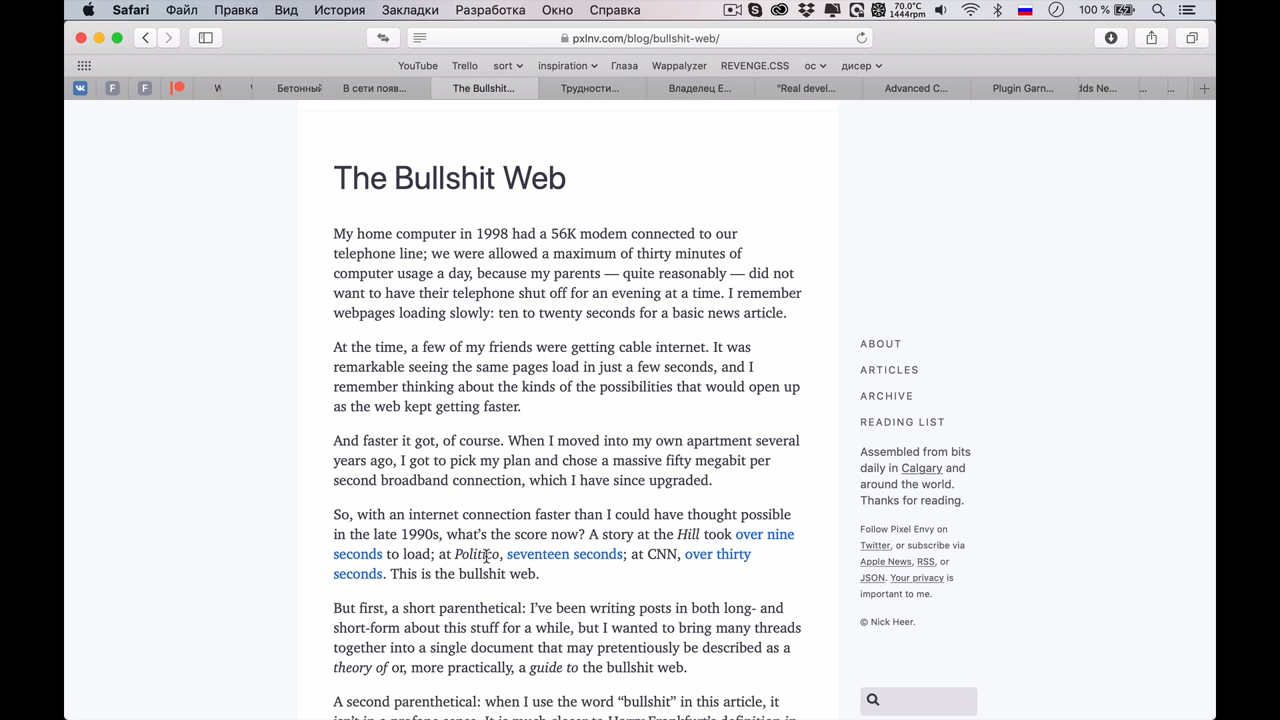 Safari Файл Правка Вид История Закладки Разработка Окно Справка 70.0°C 1444rpm 100 %
pxlnv.com/blog/bullshit-web/
YouTube Trello sort inspiration Глаза Wappalyzer REVENGE.CSS ос дисер
F F Бетонный В сети появ... The Bullshit... Трудности... Владелец Е... "Real devel... Advanced C... Plugin Garn... dds Ne... ... ...
The Bullshit Web
My home computer in 1998 had a 56K modem connected to our
telephone line; we were allowed a maximum of thirty minutes of
computer usage a day, because my parents — quite reasonably — did not
want to have their telephone shut off for an evening at a time. I remember
webpages loading slowly: ten to twenty seconds for a basic news article.
At the time, a few of my friends were getting cable internet. It was
remarkable seeing the same pages load in just a few seconds, and I
remember thinking about the kinds of the possibilities that would open up
as the web kept getting faster.
And faster it got, of course. When I moved into my own apartment several
years ago, I got to pick my plan and chose a massive fifty megabit per
second broadband connection, which I have since upgraded.
So, with an internet connection faster than I could have thought possible
in the late 1990s, what's the score now? A story at the Hill took over nine
seconds to load; at Politico, seventeen seconds; at CNN, over thirty
seconds. This is the bullshit web.
But first, a short parenthetical: I've been writing posts in both long- and
short-form about this stuff for a while, but I wanted to bring many threads
together into a single document that may pretentiously be described as a
theory of or, more practically, a guide to the bullshit web.
A second parenthetical: when I use the word “bullshit” in this article, it
isn't in a profane sense. It is much closer to Harry Frankfurt's definition in
ABOUT
ARTICLES
ARCHIVE
READING LIST
Assembled from bits
daily in Calgary and
around the world.
Thanks for reading.
Follow Pixel Envy on
Twitter, or subscribe via
Apple News, RSS, or
JSON. Your privacy is
important to me.
© Nick Heer.